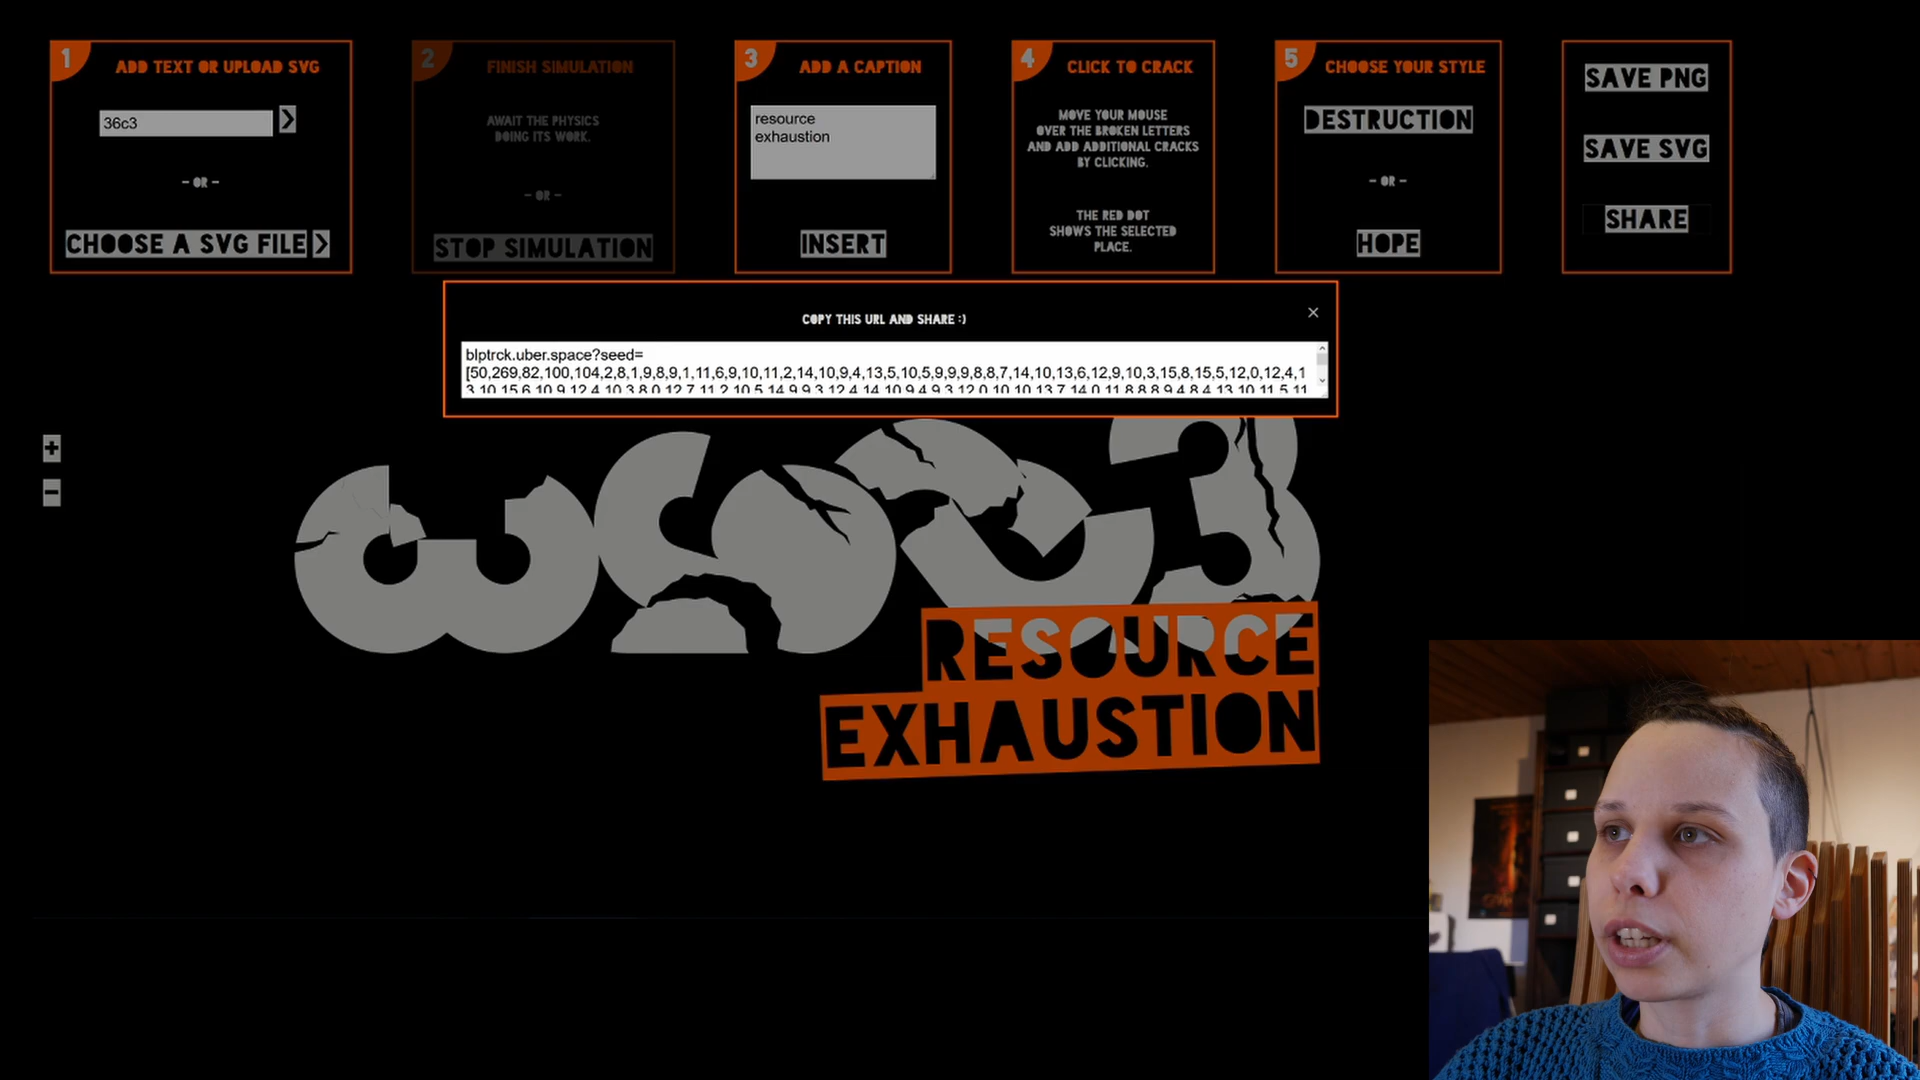 1
ADD TEXT OR UPLOAD SVG
36c3
- OR -
CHOOSE A SVG FILE
2
FINISH SIMULATION
AWAIT THE PHYSICS
DOING ITS WORK.
- OR -
STOP SIMULATION
3
ADD A CAPTION
resource
exhaustion
INSERT
4
CLICK TO CRACK
MOVE YOUR MOUSE
OVER THE BROKEN LETTERS
AND ADD ADDITIONAL CRACKS
BY CLICKING.
THE RED DOT
SHOWS THE SELECTED
PLACE.
5
CHOOSE YOUR STYLE
DESTRUCTION
- OR -
HOPE
SAVE PNG
SAVE SVG
SHARE
COPY THIS URL AND SHARE :)
×
blptrck.uber.space?seed=
[50,269,82,100,104,2,8,1,9,8,9,1,11,6,9,10,11,2,14,10,9,4,13,5,10,5,9,9,9,8,8,7,14,10,13,6,12,9,10,3,15,8,15,5,12,0,12,4,1
+
-
36c3
RESOURCE
EXHAUSTION